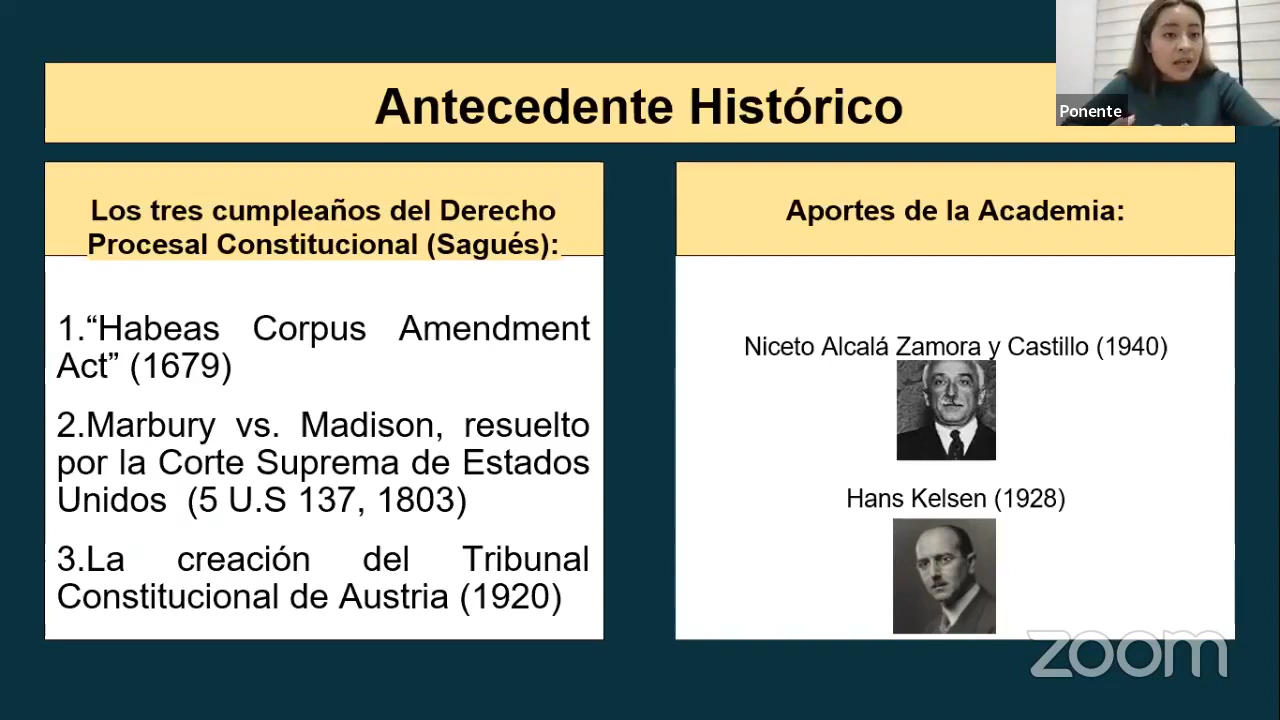 Antecedente Histórico
Ponente
Los tres cumpleaños del Derecho
Procesal Constitucional (Sagués):
1.“Habeas Corpus Amendment
Act” (1679)
2.Marbury vs. Madison, resuelto
por la Corte Suprema de Estados
Unidos (5 U.S 137, 1803)
3.La creación del Tribunal
Constitucional de Austria (1920)
Aportes de la Academia:
Niceto Alcalá Zamora y Castillo (1940)
Hans Kelsen (1928)
zoom